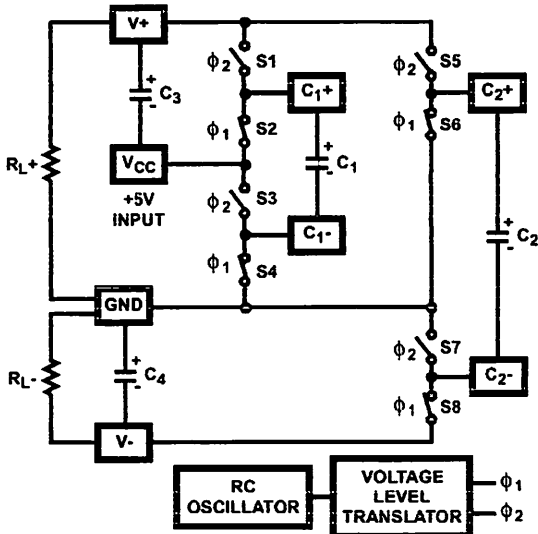 V+
ϕ2 S1
ϕ2 S5
+ C3 -
C1+
C2+
ϕ1 S2
ϕ1 S6
RL+
VCC
+ C1 -
+5V
INPUT
S3
ϕ2
+ C2 -
C1-
ϕ1 S4
GND
ϕ2 S7
+ C4 -
RL-
C2-
ϕ1 S8
V-
RC
OSCILLATOR
VOLTAGE
LEVEL
TRANSLATOR
ϕ1
ϕ2